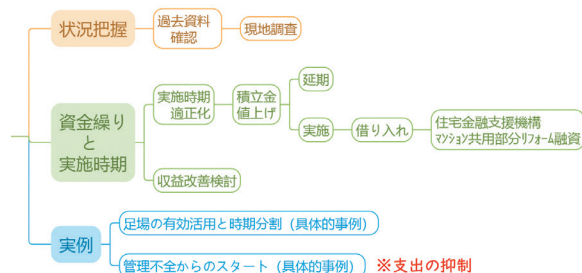 状況把握
過去資料
確認
現地調査
資金繰り
と
実施時期
実施時期
適正化
積立金
値上げ
延期
実施
借り入れ
住宅金融支援機構
マンション共用部分リフォーム融資
収益改善検討
実例
足場の有効活用と時期分割（具体的事例）
管理不全からのスタート（具体的事例）
※支出の抑制